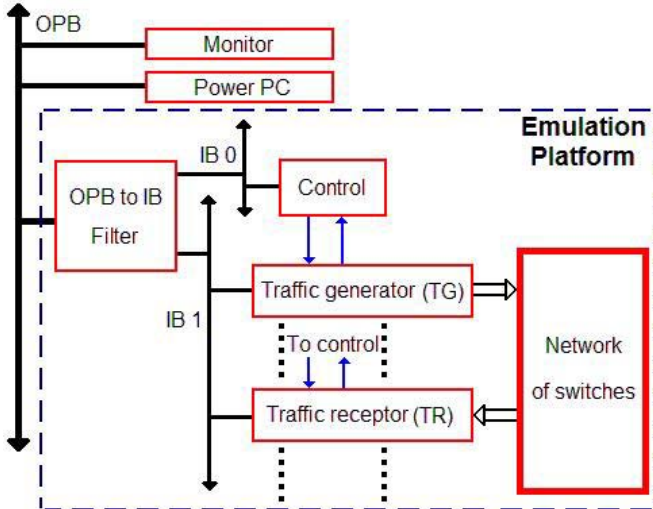 OPB
Monitor
Power PC
Emulation
Platform
IB 0
OPB to IB
Filter
Control
Traffic generator (TG)
IB 1
To control
Network
of switches
Traffic receptor (TR)